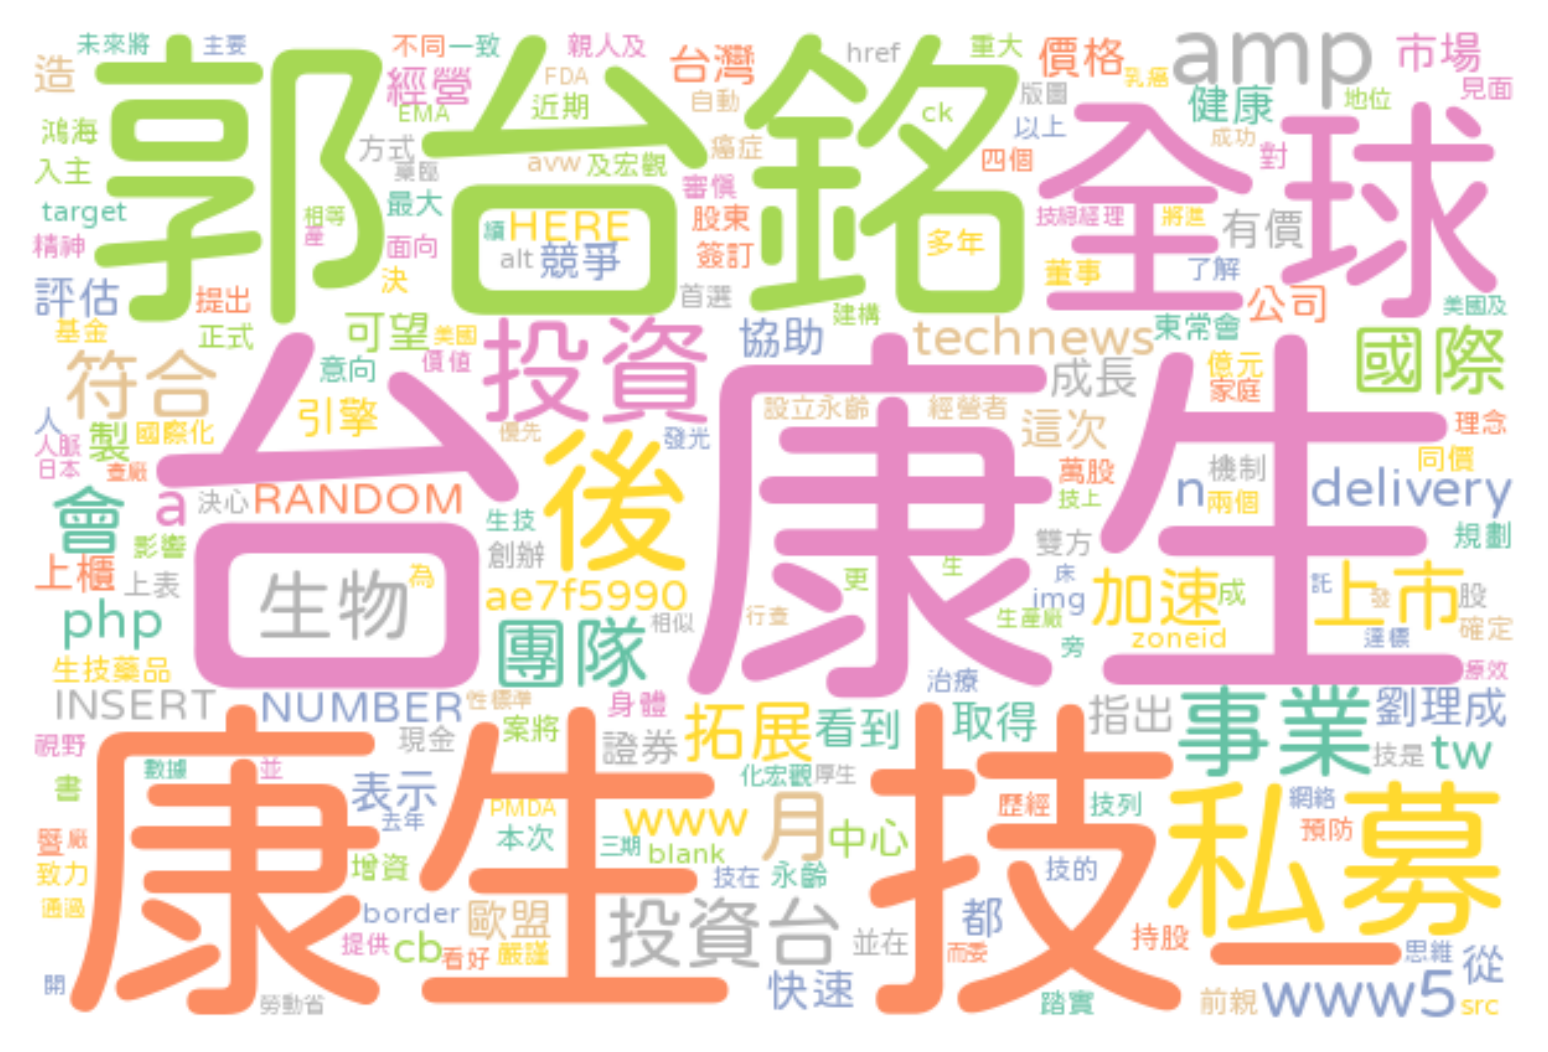 未來將
主要
不同
一致
親人及
台灣
href
重大
價格
amp
市場
造
郭台銘
經營
FDA
EMA
近期
自動
版圖
乳癌
健康
地位
見面
鴻海
入主
target
精神
方式
藥臨
avw
及宏觀
癌症
ck
以上
四個
成功
對
全球
相等
產
最大
面向
決
續
HERE
alt
競爭
審慎
股東
簽訂
首選
多年
技總經理
將進
有價
董事
了解
公司
美國及
評估
提出
基金
正式
可望
美國
價值
意向
投資
協助
建構
technews
東常會
成長
億元
家庭
國際
符合
引擎
人
人脈
日本
製
國際化
查廠
優先
發光
設立永齡
經營者
這次
理念
同價
萬股
技上
機制
n
兩個
delivery
台康生
後
會
a
決心
RANDOM
生技
創辦
影響
上櫃
上表
雙方
規劃
生物
為
ae7f5990
更
生
床
img
加速
成
託
上市
發
股
php
團隊
相似
行查
生產廠
旁
zoneid
達標
確定
生技藥品
INSERT
NUMBER
性標準
身體
治療
療效
視野
現金
案將
證券
拓展
看到
取得
指出
事業
劉理成
書
數據
並
表示
去年
化宏觀
厚生
技是
tw
康生技
PMDA
本次
www
三期
blank
月
中心
歷經
技列
網絡
預防
私募
暨
廠
致力
通過
增資
技在
永齡
技的
border
歐盟
投資台
並在
都
持股
提供
cb
看好
嚴謹
而委
思維
從
開
勞動省
快速
踏實
前親
www5
src